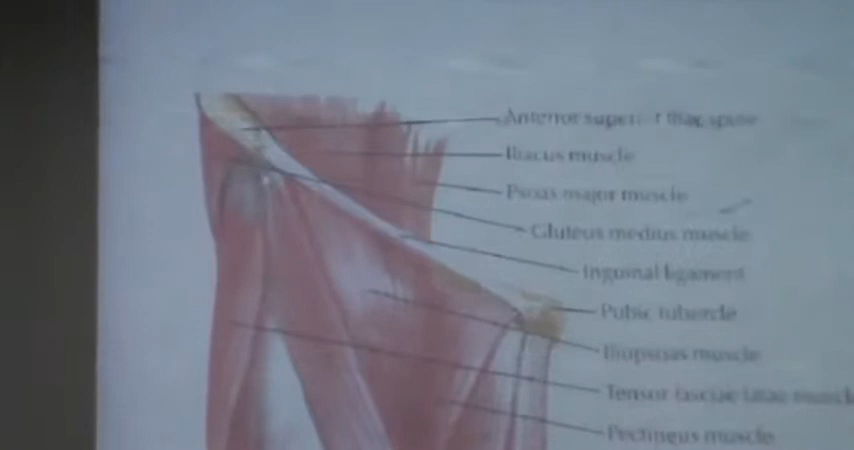 Anterior superior iliac spine
Iliacus muscle
Psoas major muscle
Gluteus medius muscle
Inguinal ligament
Pubic tubercle
Iliopsoas muscle
Tensor fasciae latae muscle
Pectineus muscle